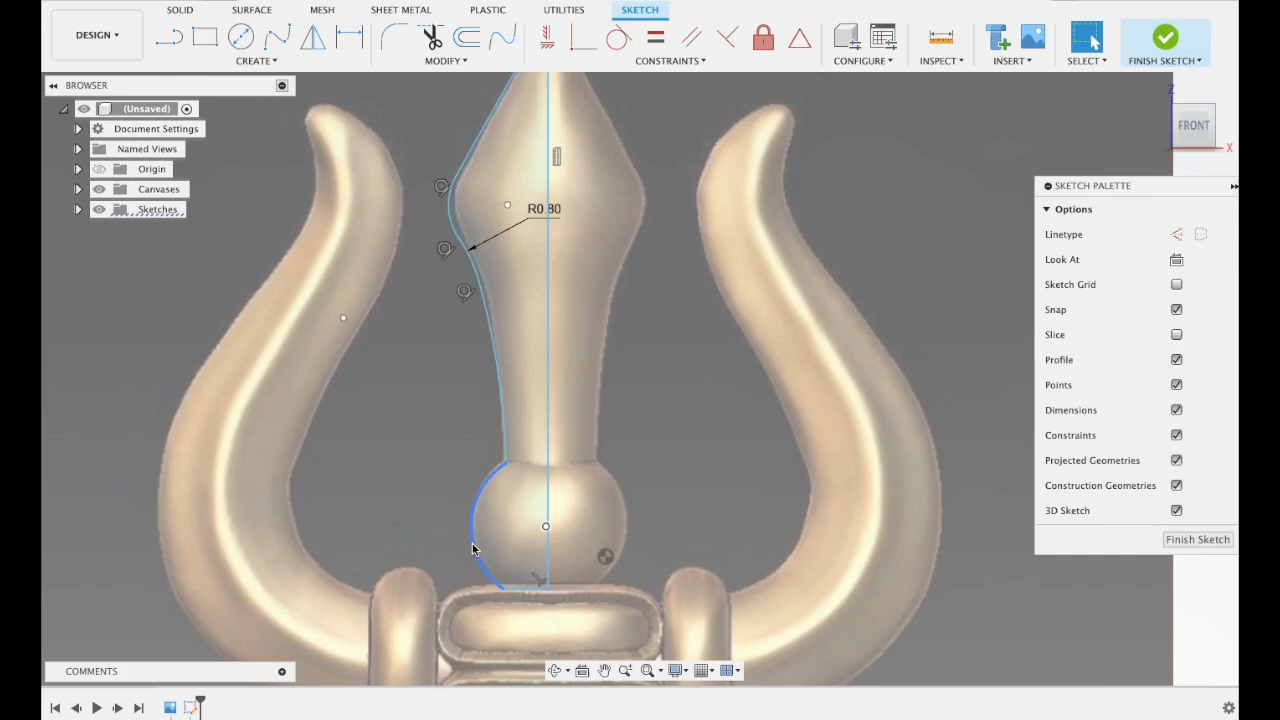 SOLID SURFACE MESH SHEET METAL PLASTIC UTILITIES SKETCH
DESIGN
CREATE MODIFY CONSTRAINTS CONFIGURE INSPECT INSERT SELECT FINISH SKETCH
BROWSER
(Unsaved)
Document Settings
Named Views
Origin
Canvases
Sketches
R0.80
Z
FRONT
X
SKETCH PALETTE
Options
Linetype
Look At
Sketch Grid
Snap
Slice
Profile
Points
Dimensions
Constraints
Projected Geometries
Construction Geometries
3D Sketch
Finish Sketch
COMMENTS